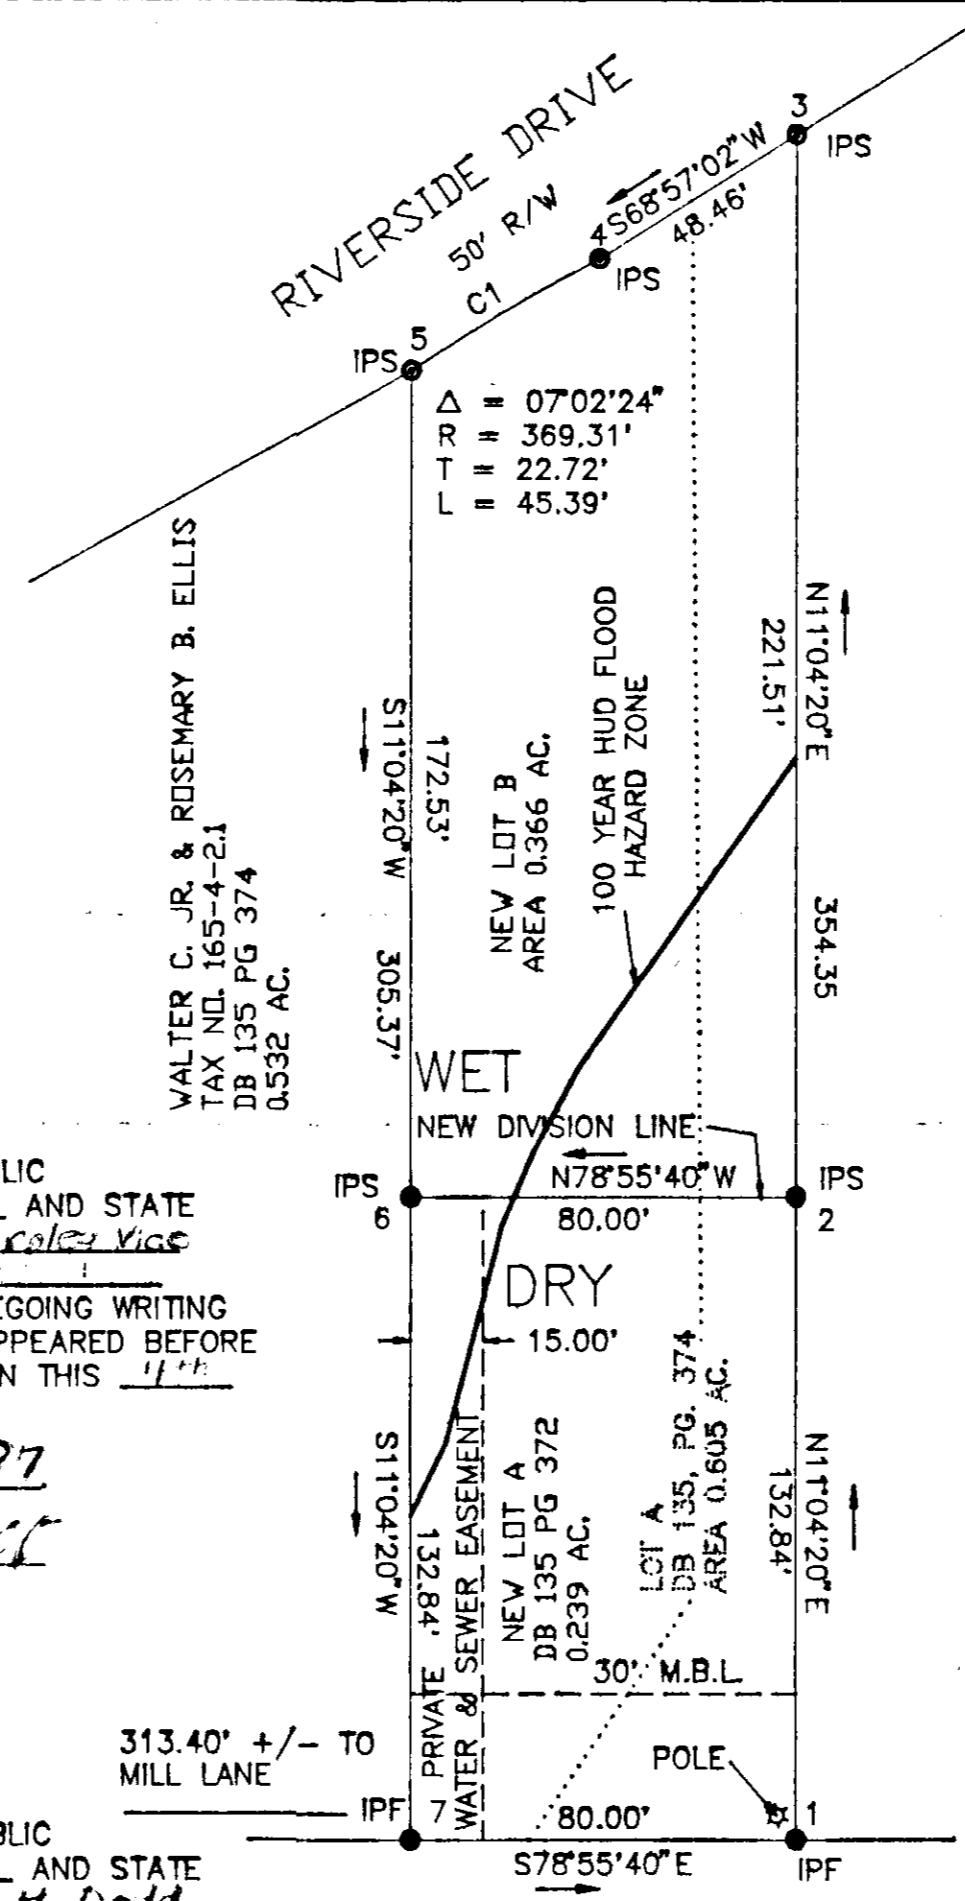 RIVERSIDE DRIVE
50' R/W
3
IPS
S68°57'02"W
48.46'
4
IPS
C1
5
IPS
Δ = 07°02'24"
R = 369.31'
T = 22.72'
L = 45.39'
WALTER C. JR. & ROSEMARY B. ELLIS
TAX NO. 165-4-2.1
DB 135 PG 374
0.532 AC.
S11°04'20"W
172.53'
305.37'
NEW LOT B
AREA 0.366 AC.
100 YEAR HUD FLOOD
HAZARD ZONE
N11°04'20"E
221.51'
354.35
WET
NEW DIVISION LINE
N78°55'40"W
80.00'
IPS
6
IPS
2
DRY
15.00'
LIC
AND STATE
EGOING WRITING
PPEARED BEFORE
N THIS 11th
S11°04'20"W
132.84'
PRIVATE
WATER & SEWER EASEMENT
NEW LOT A
DB 135 PG 372
0.239 AC.
LOT A
DB 135, PG. 374
AREA 0.605 AC.
N11°04'20"E
132.84'
30' M.B.L.
313.40' +/- TO
MILL LANE
POLE
IPF
7
80.00'
1
IPF
S78°55'40"E
BLIC
AND STATE